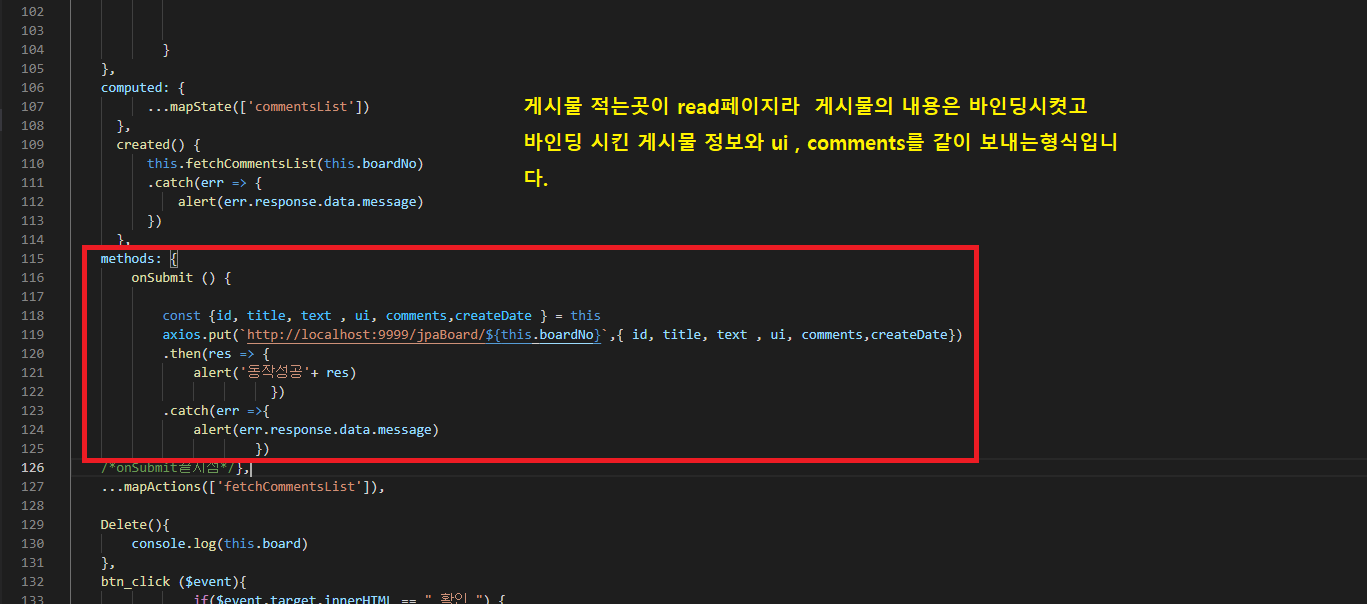 102
103
104 }
105 },
106 computed: {
107 ...mapState(['commentsList'])
108 },
109 created() {
110 this.fetchCommentsList(this.boardNo)
111 .catch(err => {
112 alert(err.response.data.message)
113 })
114 },
115 methods: {
116 onSubmit () {
117
118 const {id, title, text , ui, comments,createDate } = this
119 axios.put(`http://localhost:9999/jpaBoard/${this.boardNo}`,{ id, title, text , ui, comments,createDate})
120 .then(res => {
121 alert('동작성공'+ res)
122 })
123 .catch(err =>{
124 alert(err.response.data.message)
125 })
126 /*onSubmit끝시점*/},
127 ...mapActions(['fetchCommentsList']),
128
129 Delete(){
130 console.log(this.board)
131 },
132 btn_click ($event){
133 if($event.target.innerHTML == " 확인 ") {
게시물 적는곳이 read페이지라 게시물의 내용은 바인딩시켯고
바인딩 시킨 게시물 정보와 ui , comments를 같이 보내는형식입니
다.